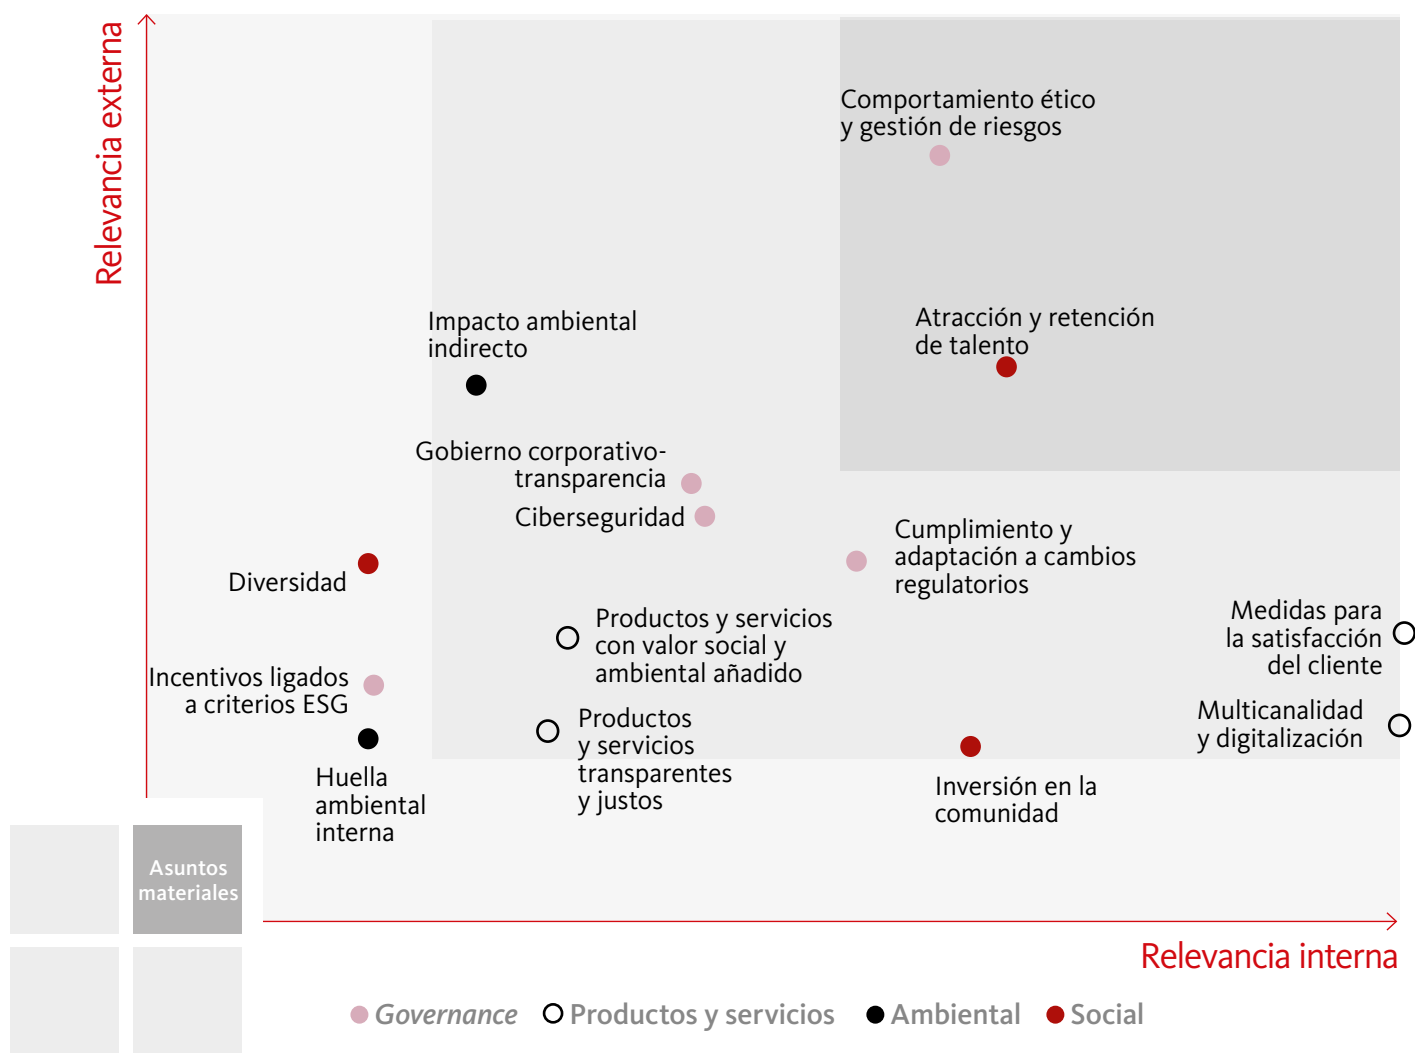 Relevancia externa
Comportamiento ético
y gestión de riesgos
Atracción y retención
de talento
Impacto ambiental
indirecto
Gobierno corporativo-
transparencia
Ciberseguridad
Cumplimiento y
adaptación a cambios
regulatorios
Diversidad
Productos y servicios
con valor social y
ambiental añadido
Medidas para
la satisfacción
del cliente
Incentivos ligados
a criterios ESG
Productos
y servicios
transparentes
y justos
Multicanalidad
y digitalización
Huella
ambiental
interna
Inversión en la
comunidad
Asuntos
materiales
Relevancia interna
Governance
Productos y servicios
Ambiental
Social